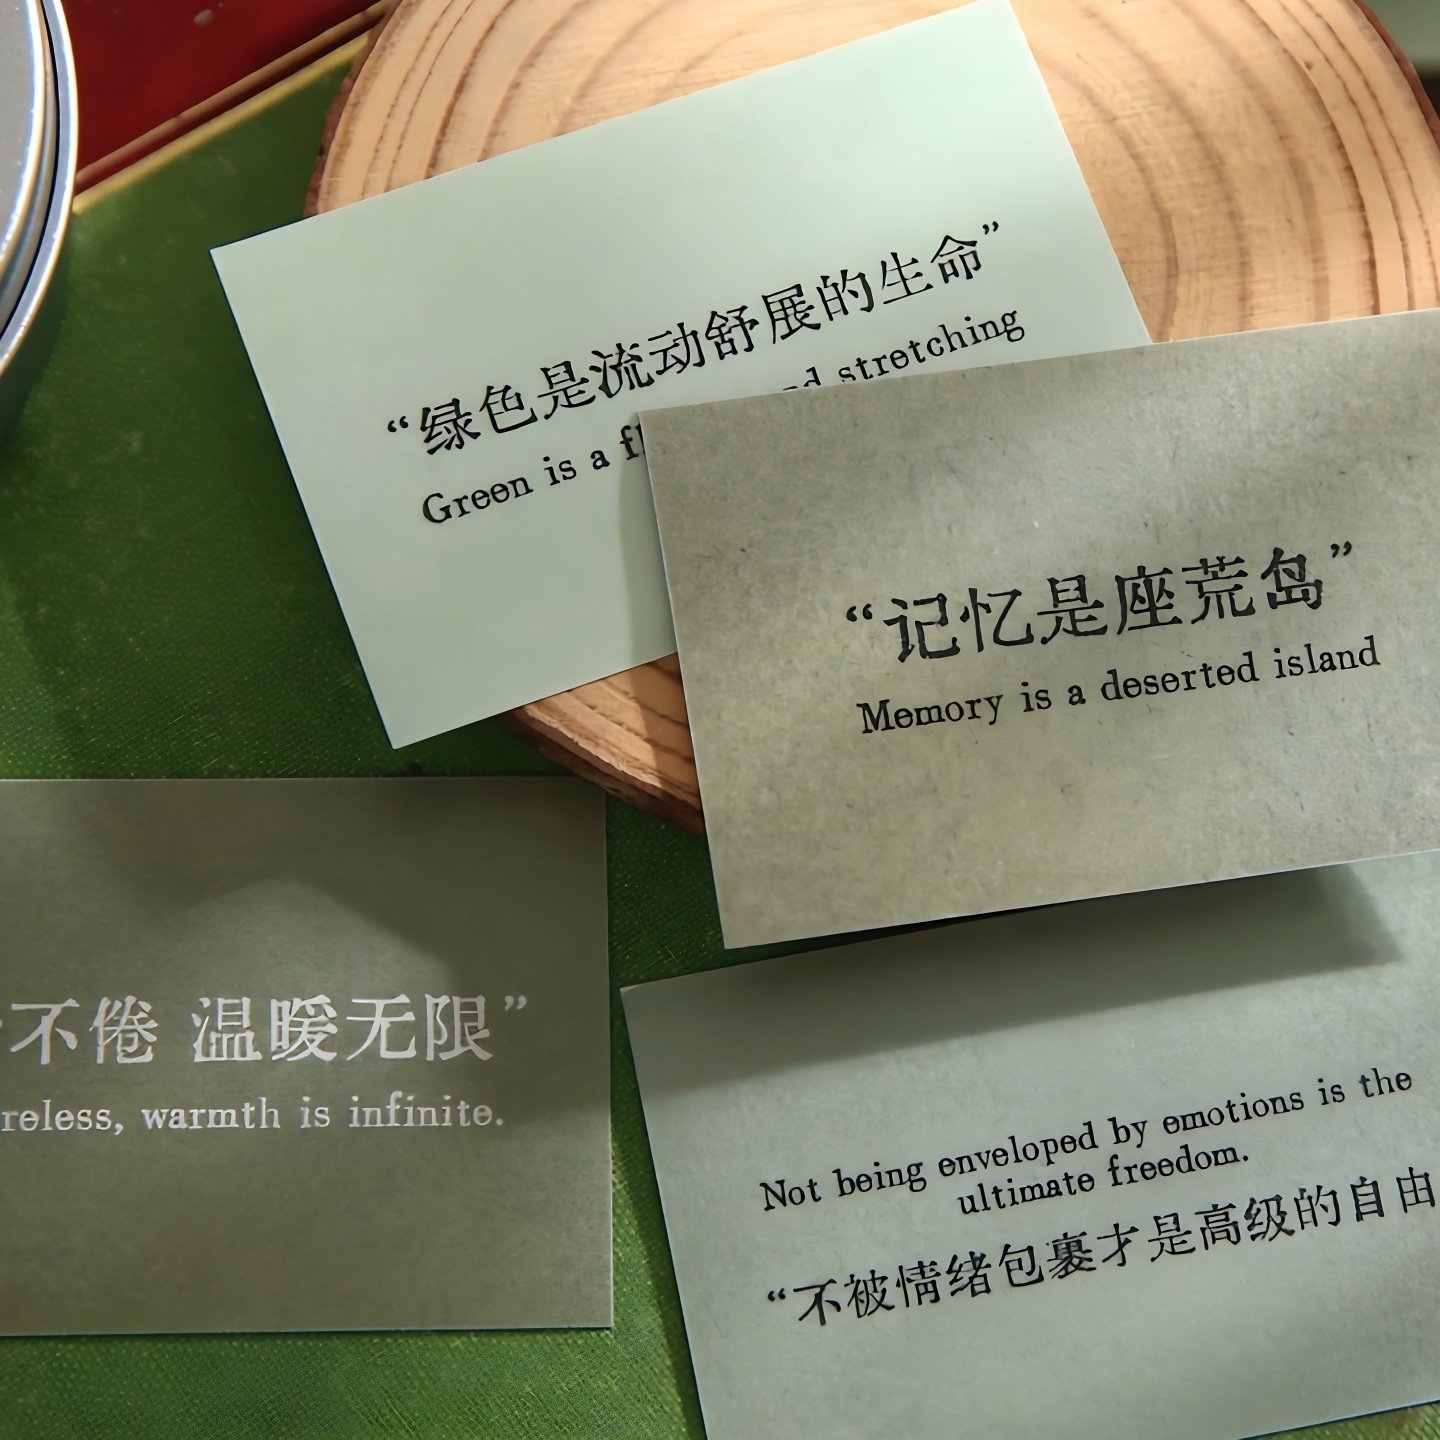 “绿色是流动舒展的生命”
Green is a fl nd stretching
“记忆是座荒岛”
Memory is a deserted island
不倦 温暖无限”
reless, warmth is infinite.
Not being enveloped by emotions is the
ultimate freedom.
“不被情绪包裹才是高级的自由